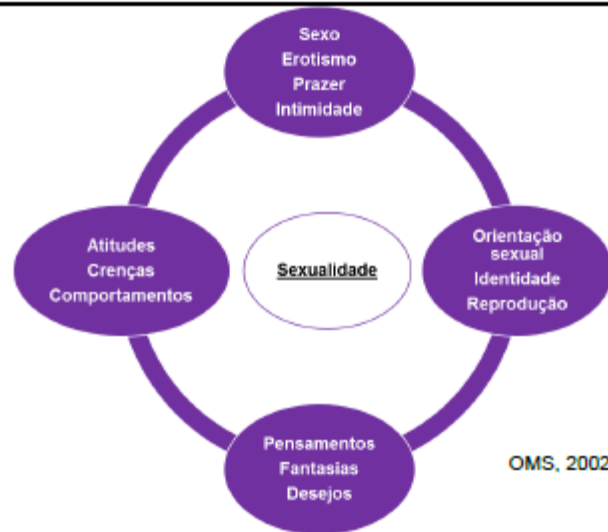 Sexo
Erotismo
Prazer
Intimidade
Atitudes
Crenças
Comportamentos
Sexualidade
Orientação
sexual
Identidade
Reprodução
Pensamentos
Fantasias
Desejos
OMS, 2002